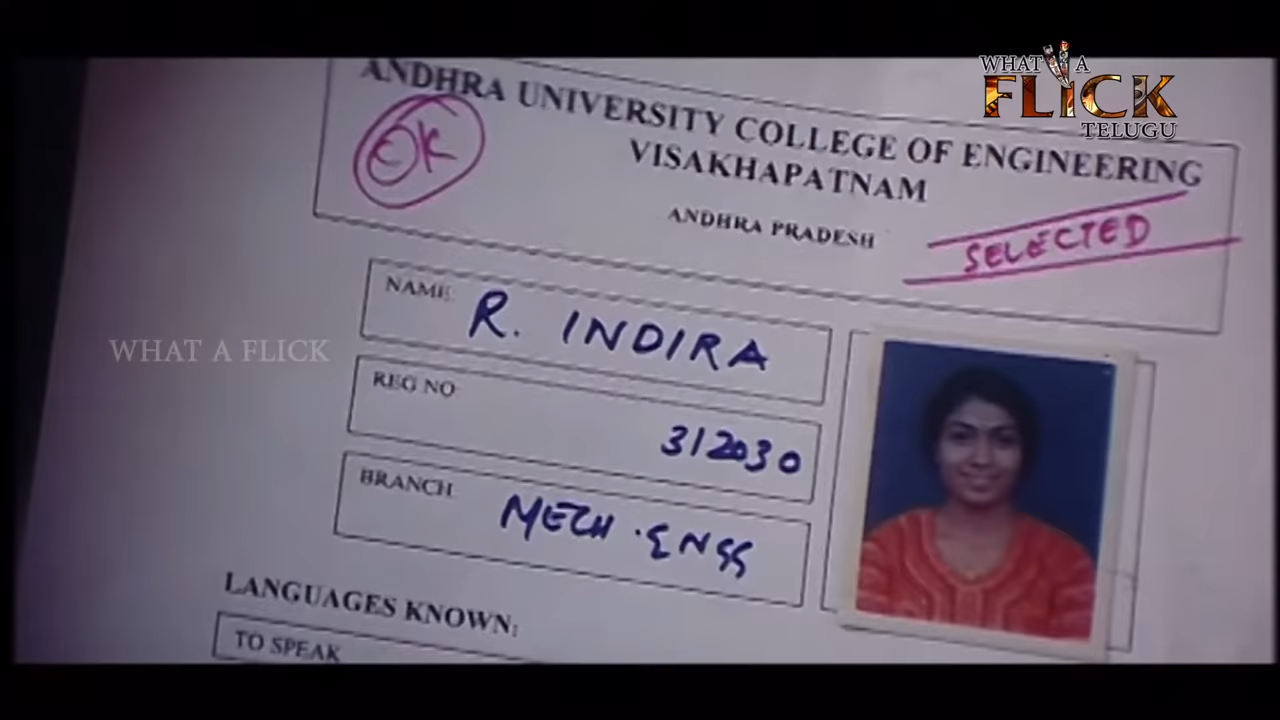 WHAT A
FLICK
TELUGU
ANDHRA UNIVERSITY COLLEGE OF ENGINEERING
VISAKHAPATNAM
ANDHRA PRADESH
OK
SELECTED
NAME R. INDIRA
REG NO 312030
BRANCH MECH. ENGG
WHAT A FLICK
LANGUAGES KNOWN:
TO SPEAK